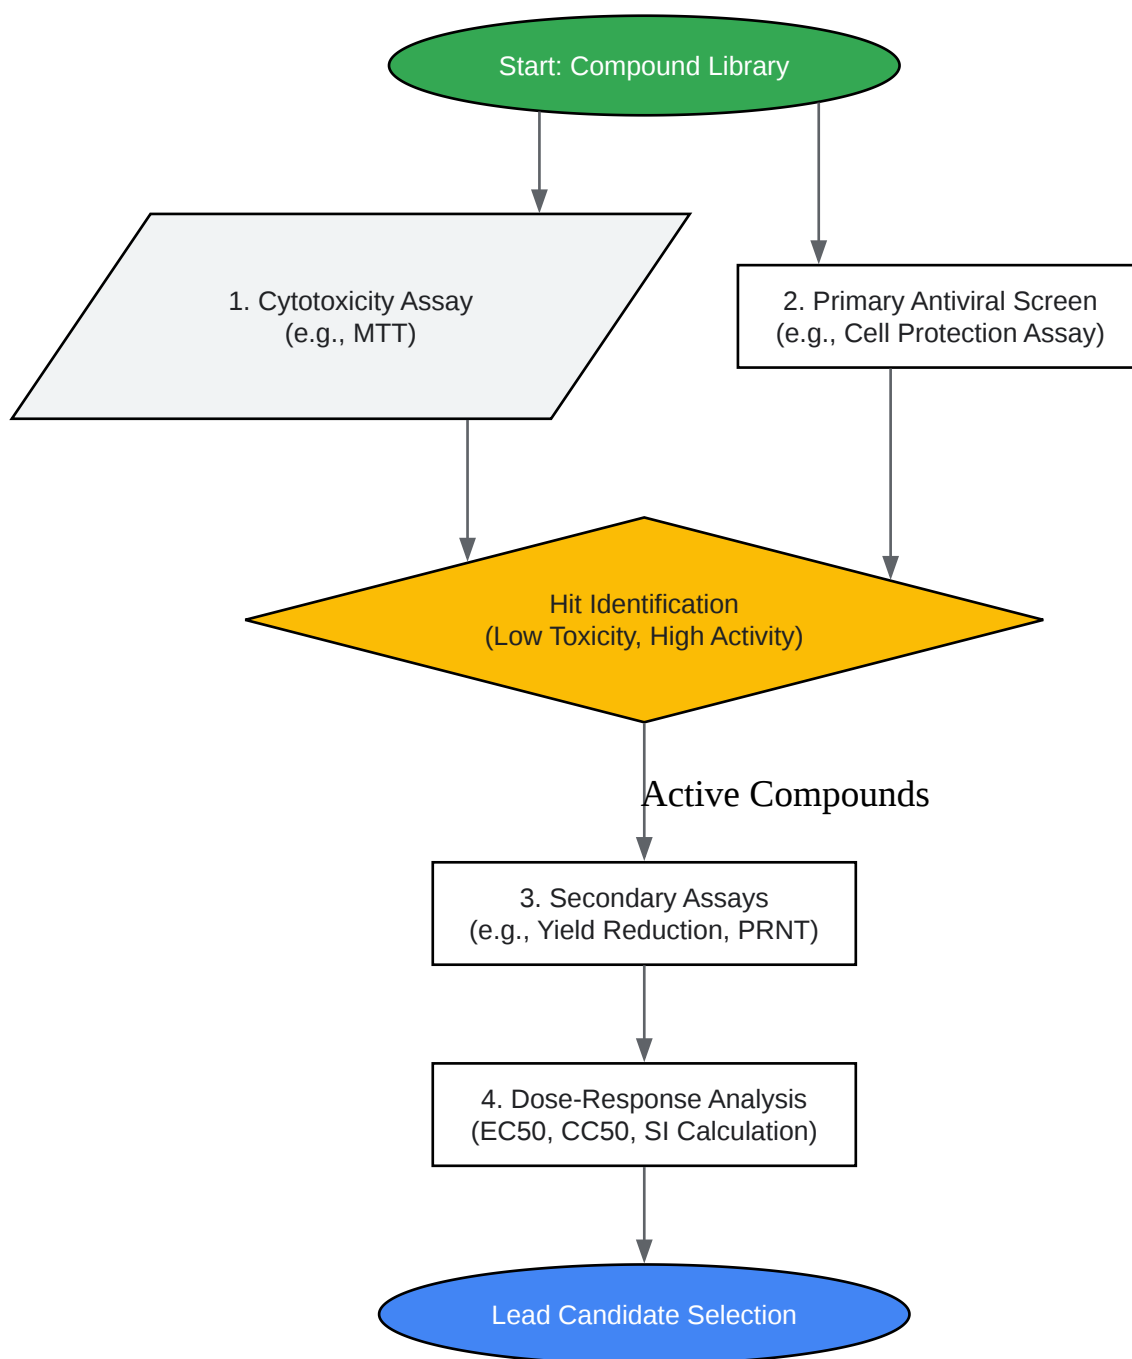 Start: Compound Library
1. Cytotoxicity Assay
(e.g., MTT)
2. Primary Antiviral Screen
(e.g., Cell Protection Assay)
Hit Identification
(Low Toxicity, High Activity)
Active Compounds
3. Secondary Assays
(e.g., Yield Reduction, PRNT)
4. Dose-Response Analysis
(EC50, CC50, SI Calculation)
Lead Candidate Selection